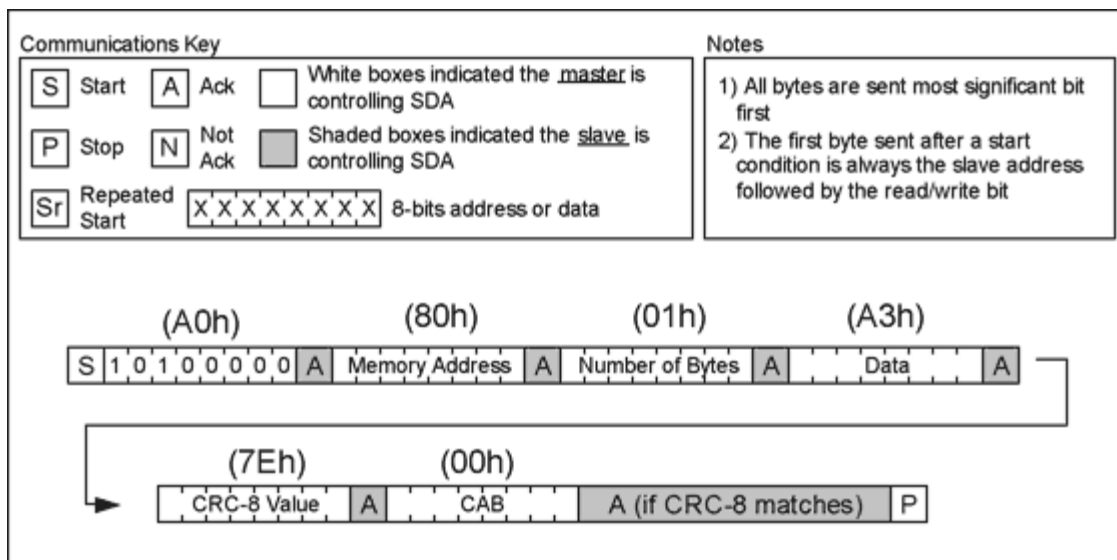 Communications Key
S Start A Ack White boxes indicated the master is
controlling SDA
P Stop N Not
Ack Shaded boxes indicated the slave is
controlling SDA
Sr Repeated
Start X X X X X X X X 8-bits address or data
Notes
1) All bytes are sent most significant bit
first
2) The first byte sent after a start
condition is always the slave address
followed by the read/write bit
(A0h) (80h) (01h) (A3h)
S 1 0 1 0 0 0 0 0 A Memory Address A Number of Bytes A Data A
(7Eh) (00h)
CRC-8 Value A CAB A (if CRC-8 matches) P